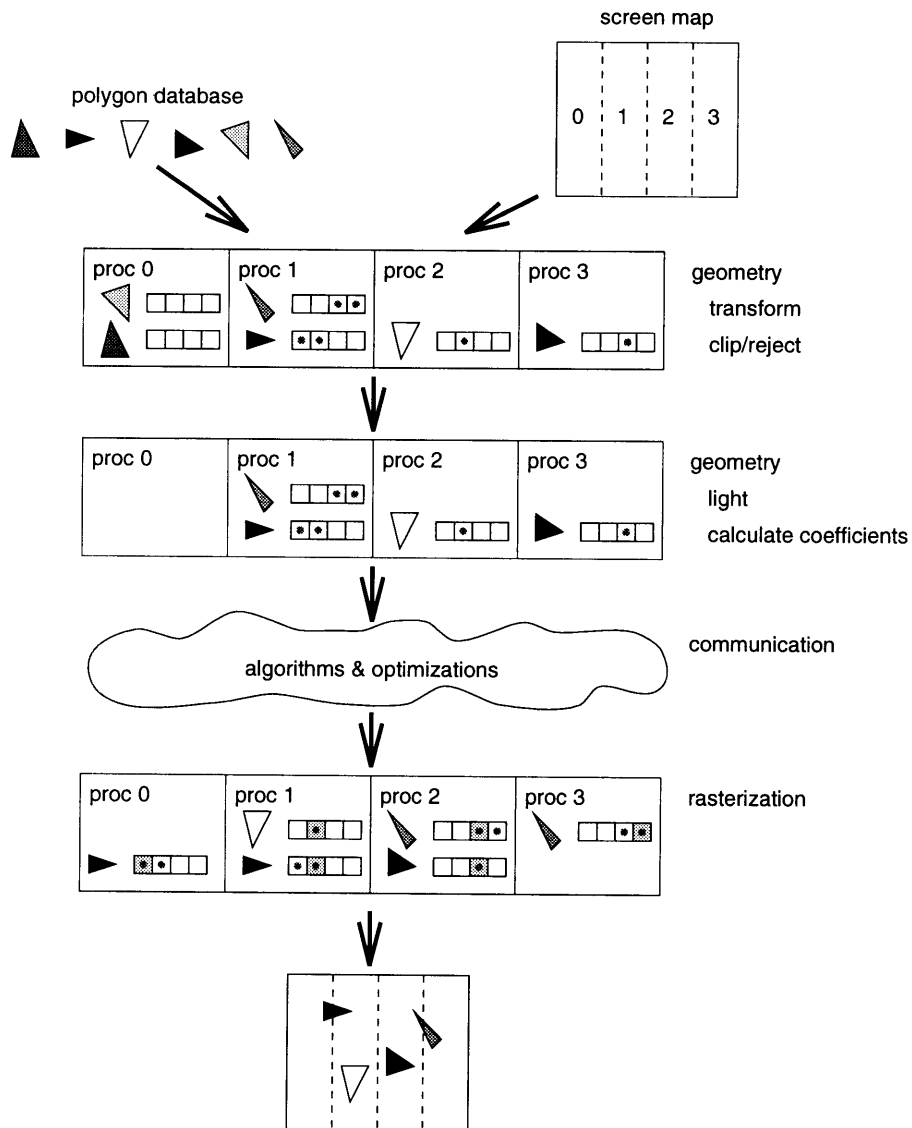 screen map
polygon database
0 1 2 3
proc 0 proc 1 proc 2 proc 3
geometry
transform
clip/reject
proc 0 proc 1 proc 2 proc 3
geometry
light
calculate coefficients
communication
algorithms & optimizations
proc 0 proc 1 proc 2 proc 3
rasterization